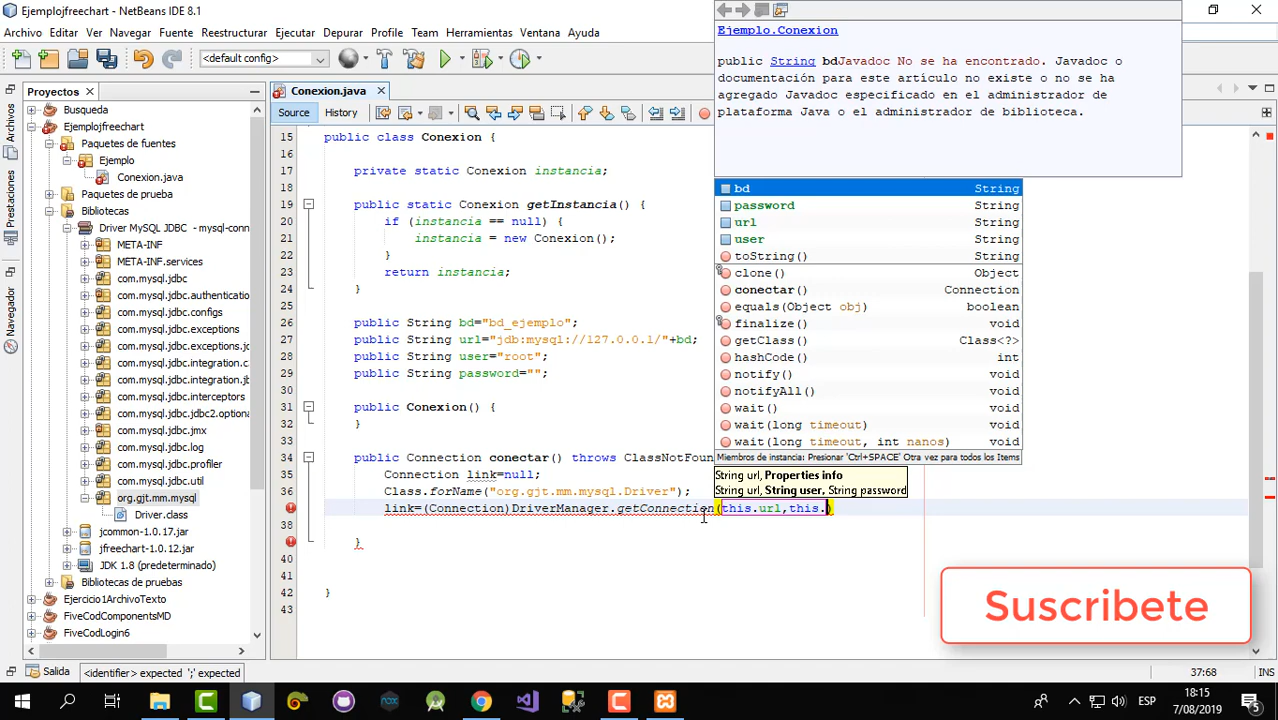 Ejemplojfreechart - NetBeans IDE 8.1
Archivo Editar Ver Navegar Fuente Reestructurar Ejecutar Depurar Profile Team Herramientas Ventana Ayuda
<default config>
Proyectos
Busqueda
Ejemplojfreechart
Paquetes de fuentes
Ejemplo
Conexion.java
Paquetes de prueba
Bibliotecas
Driver MySQL JDBC - mysql-conn
META-INF
META-INF.services
com.mysql.jdbc
com.mysql.jdbc.authentication
com.mysql.jdbc.configs
com.mysql.jdbc.exceptions
com.mysql.jdbc.exceptions.j
com.mysql.jdbc.integration.c
com.mysql.jdbc.integration.jb
com.mysql.jdbc.interceptors
com.mysql.jdbc.jdbc2.optiona
com.mysql.jdbc.jmx
com.mysql.jdbc.log
com.mysql.jdbc.profiler
com.mysql.jdbc.util
org.gjt.mm.mysql
Driver.class
jcommon-1.0.17.jar
jfreechart-1.0.12.jar
JDK 1.8 (predeterminado)
Bibliotecas de pruebas
Ejercicio1ArchivoTexto
FiveCodComponentsMD
FiveCodLogin6
Archivos
Prestaciones
Navegador
Conexion.java
Source History
15 public class Conexion {
16
17 private static Conexion instancia;
18
19 public static Conexion getInstancia() {
20 if (instancia == null) {
21 instancia = new Conexion();
22 }
23 return instancia;
24 }
25
26 public String bd="bd_ejemplo";
27 public String url="jdb:mysql://127.0.0.1/"+bd;
28 public String user="root";
29 public String password="";
30
31 public Conexion() {
32 }
33
34 public Connection conectar() throws ClassNotFoun
35 Connection link=null;
36 Class.forName("org.gjt.mm.mysql.Driver");
link=(Connection)DriverManager.getConnection(this.url,this.)
38
}
40
41
42 }
43
Ejemplo.Conexion
public String bdJavadoc No se ha encontrado. Javadoc o
documentación para este artículo no existe o no se ha
agregado Javadoc especificado en el administrador de
plataforma Java o el administrador de biblioteca.
bd String
password String
url String
user String
toString() String
clone() Object
conectar() Connection
equals(Object obj) boolean
finalize() void
getClass() Class<?>
hashCode() int
notify() void
notifyAll() void
wait() void
wait(long timeout) void
wait(long timeout, int nanos) void
Miembros de instancia: Presionar 'Ctrl+SPACE' Otra vez para todos los Items
String url, Properties info
String url, String user, String password
Suscribete
Salida
<identifier> expected ';' expected
37:68 INS
ESP
18:15
7/08/2019
5